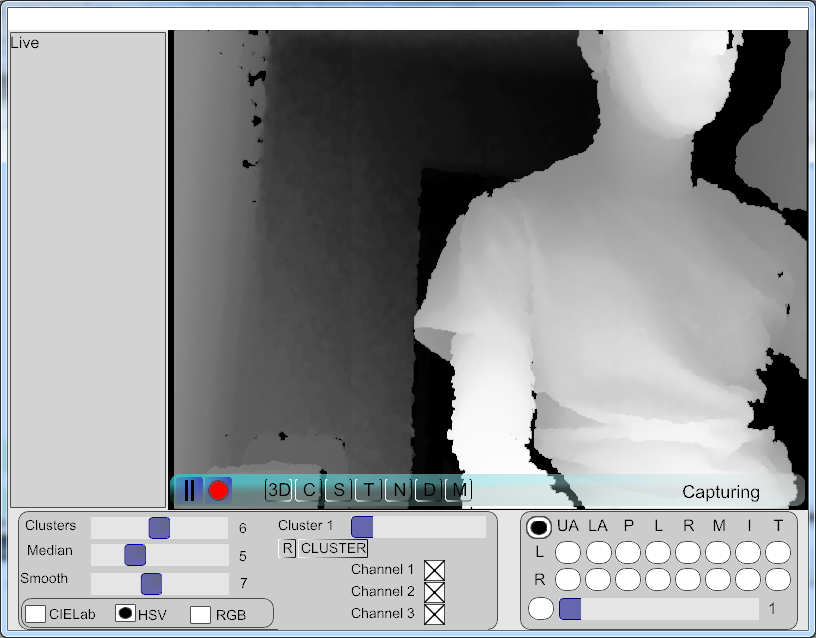 Live
3D C S T N D M
Capturing
Clusters 6
Median 5
Smooth 7
CIELab HSV RGB
Cluster 1
R CLUSTER
Channel 1
Channel 2
Channel 3
UA LA P L R M I T
L
R
1